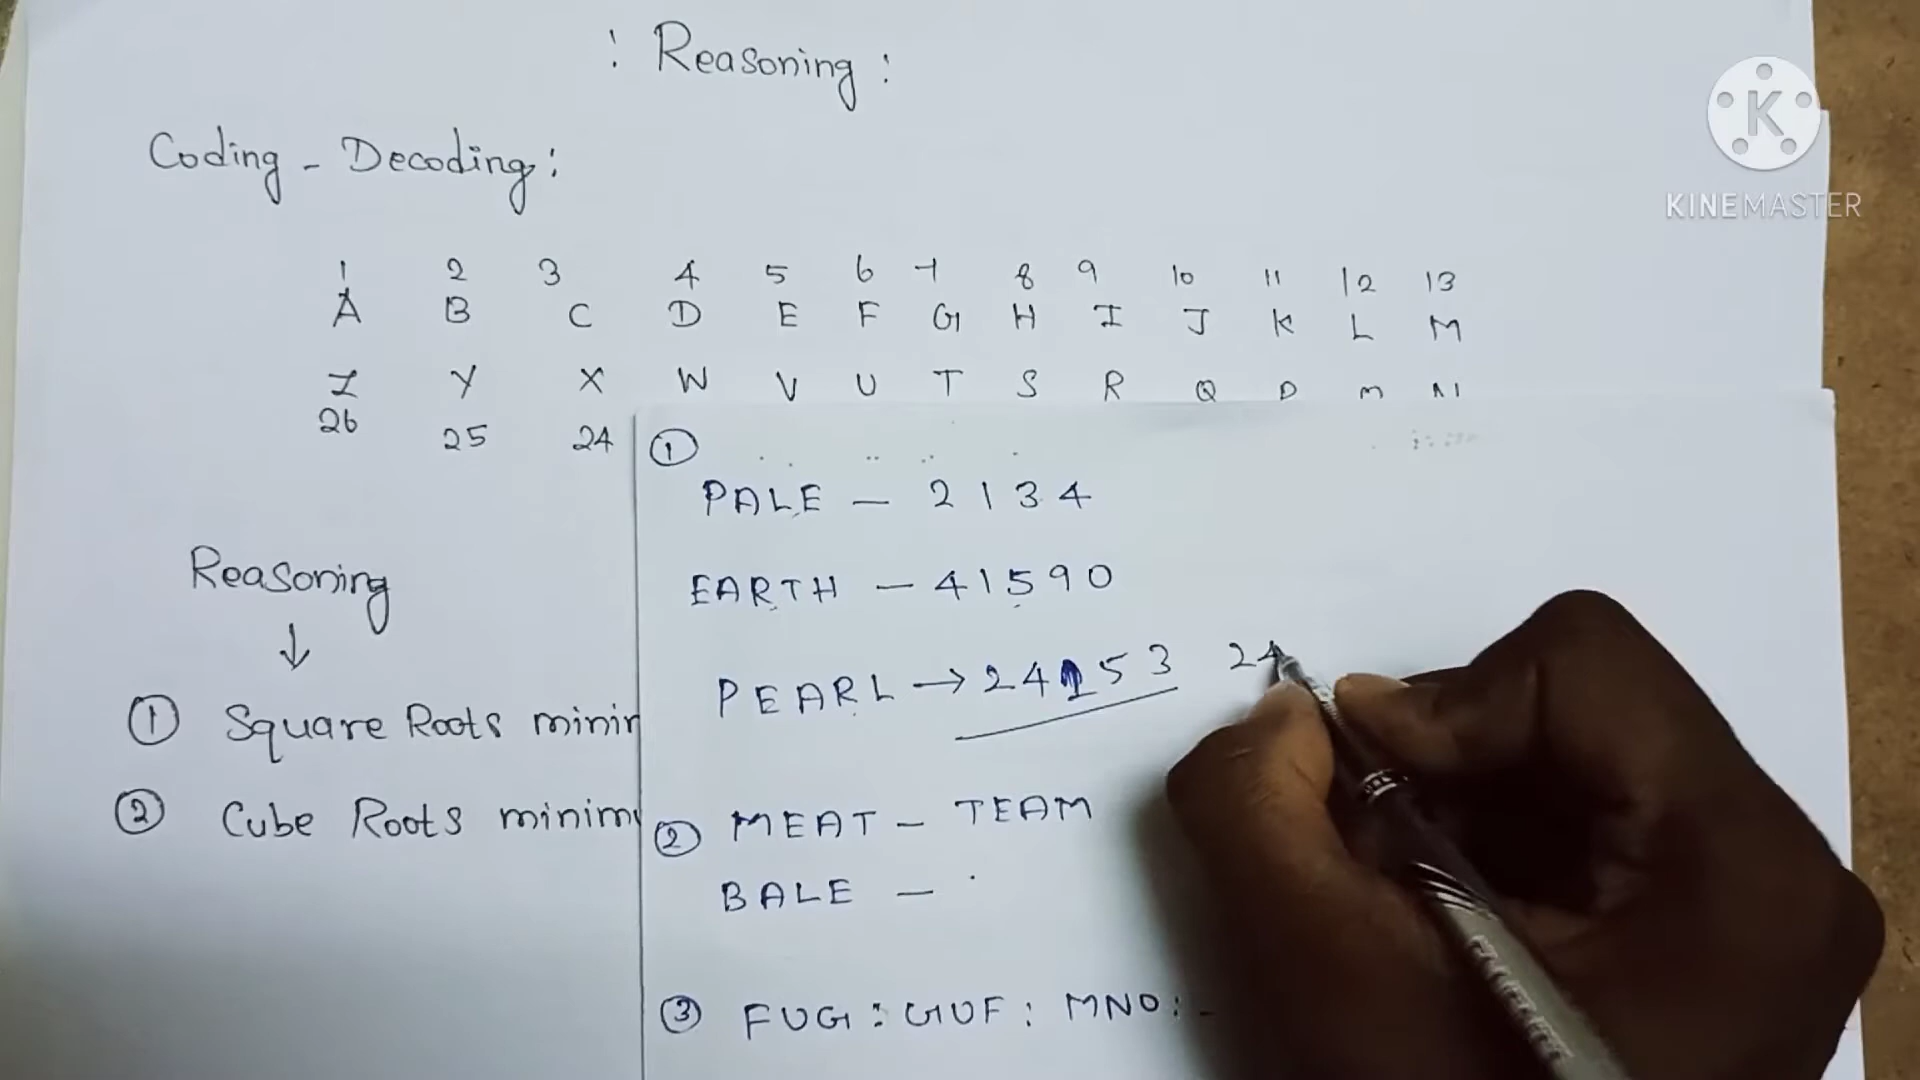 : Reasoning :
Coding - Decoding :
1 2 3 4 5 6 7 8 9 10 11 12 13
A B C D E F G H I J K L M
Z Y X W V U T S R Q P m N
26 25 24
①
PALE - 2134
EARTH - 41590
PEARL → 24153 24
Reasoning
↓
① Square Roots
② Cube Roots
② MEAT - TEAM
BALE -
③ FUG : GUF : MNO : -
KINEMASTER